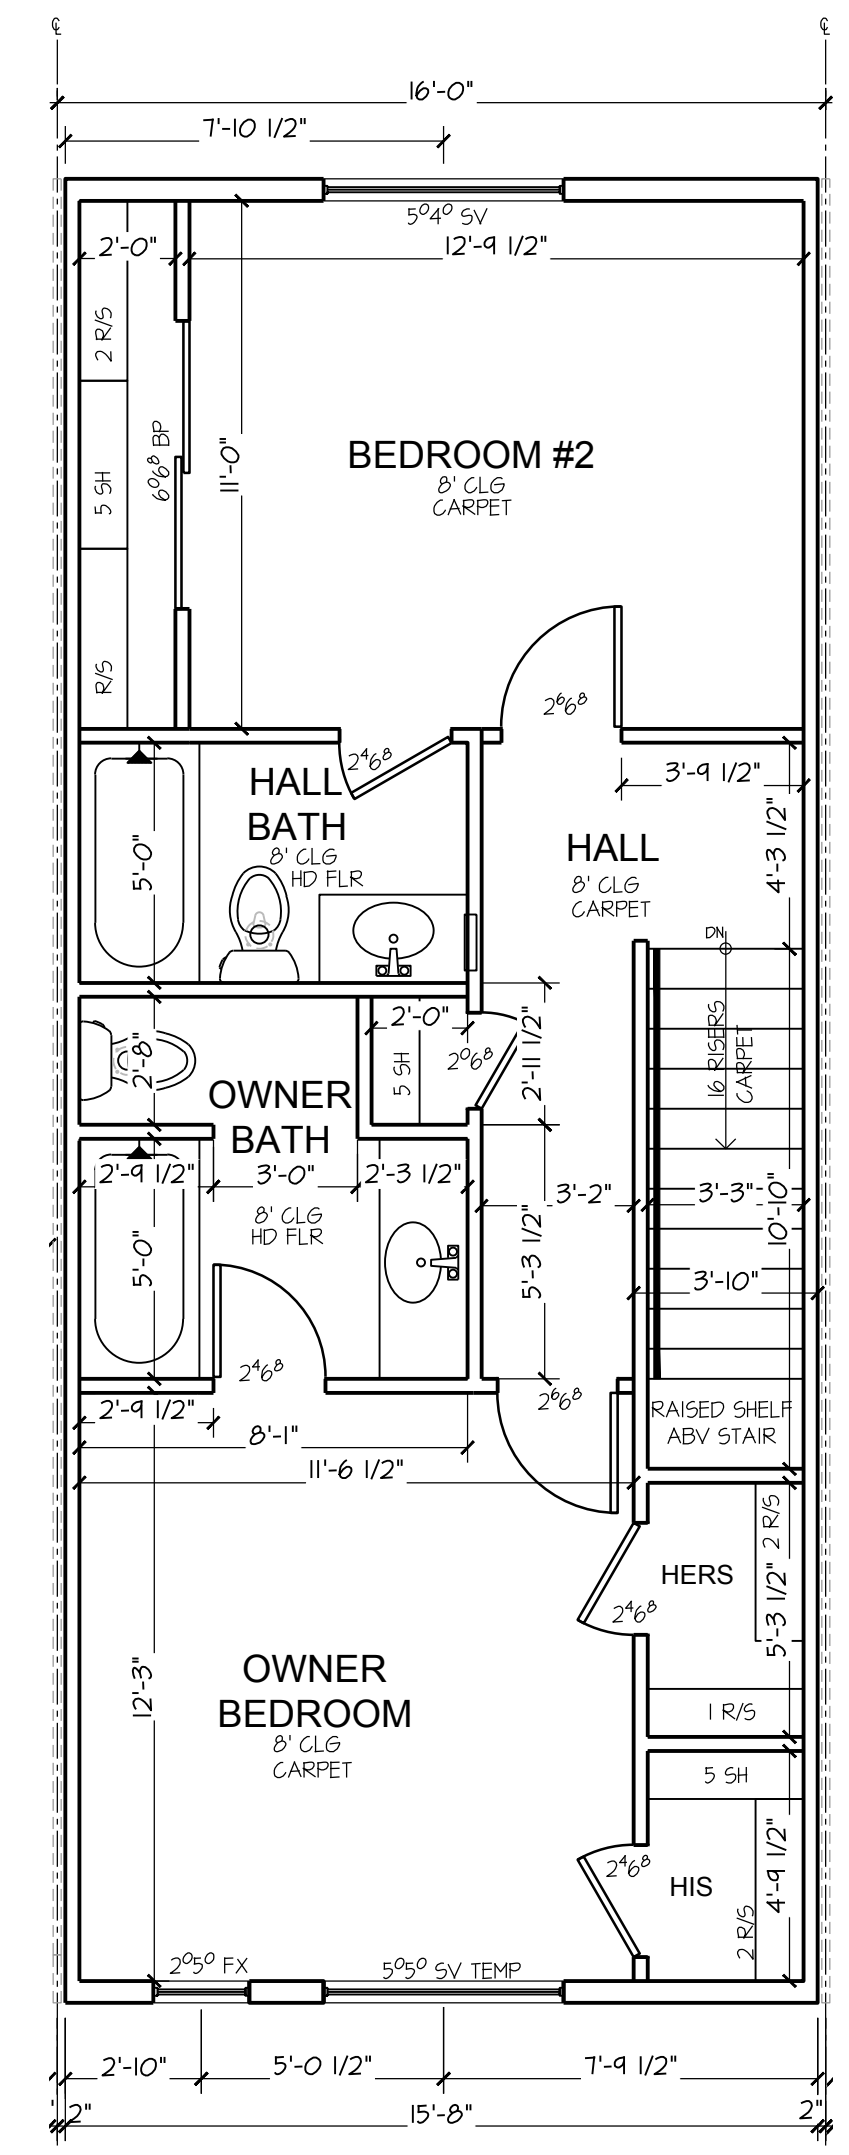 ℄
℄
16'-0"
7'-10 1/2"
5⁰4⁰ SV
2'-0"
12'-9 1/2"
2 R/S
6⁰6⁸ BP
11'-0"
5 SH
BEDROOM #2
8' CLG
CARPET
R/S
2⁶6⁸
2⁴6⁸
HALL
BATH
8' CLG
HD FLR
5'-0"
3'-9 1/2"
4'-3 1/2"
HALL
8' CLG
CARPET
DN
16 RISERS
CARPET
2'-0"
5 SH
2⁰6⁸
2'-11 1/2"
2'-8"
OWNER
BATH
2'-9 1/2"
3'-0"
2'-3 1/2"
8' CLG
HD FLR
5'-0"
3'-2"
3'-3"
5'-3 1/2"
10'-10"
3'-10"
2⁴6⁸
2⁶6⁸
2'-9 1/2"
8'-1"
11'-6 1/2"
RAISED SHELF
ABV STAIR
2 R/S
HERS
2⁴6⁸
5'-3 1/2"
1 R/S
12'-3"
OWNER
BEDROOM
8' CLG
CARPET
5 SH
2⁴6⁸
HIS
4'-9 1/2"
2 R/S
2⁰5⁰ FX
5⁰5⁰ SV TEMP
2'-10"
5'-0 1/2"
7'-9 1/2"
2"
15'-8"
2"